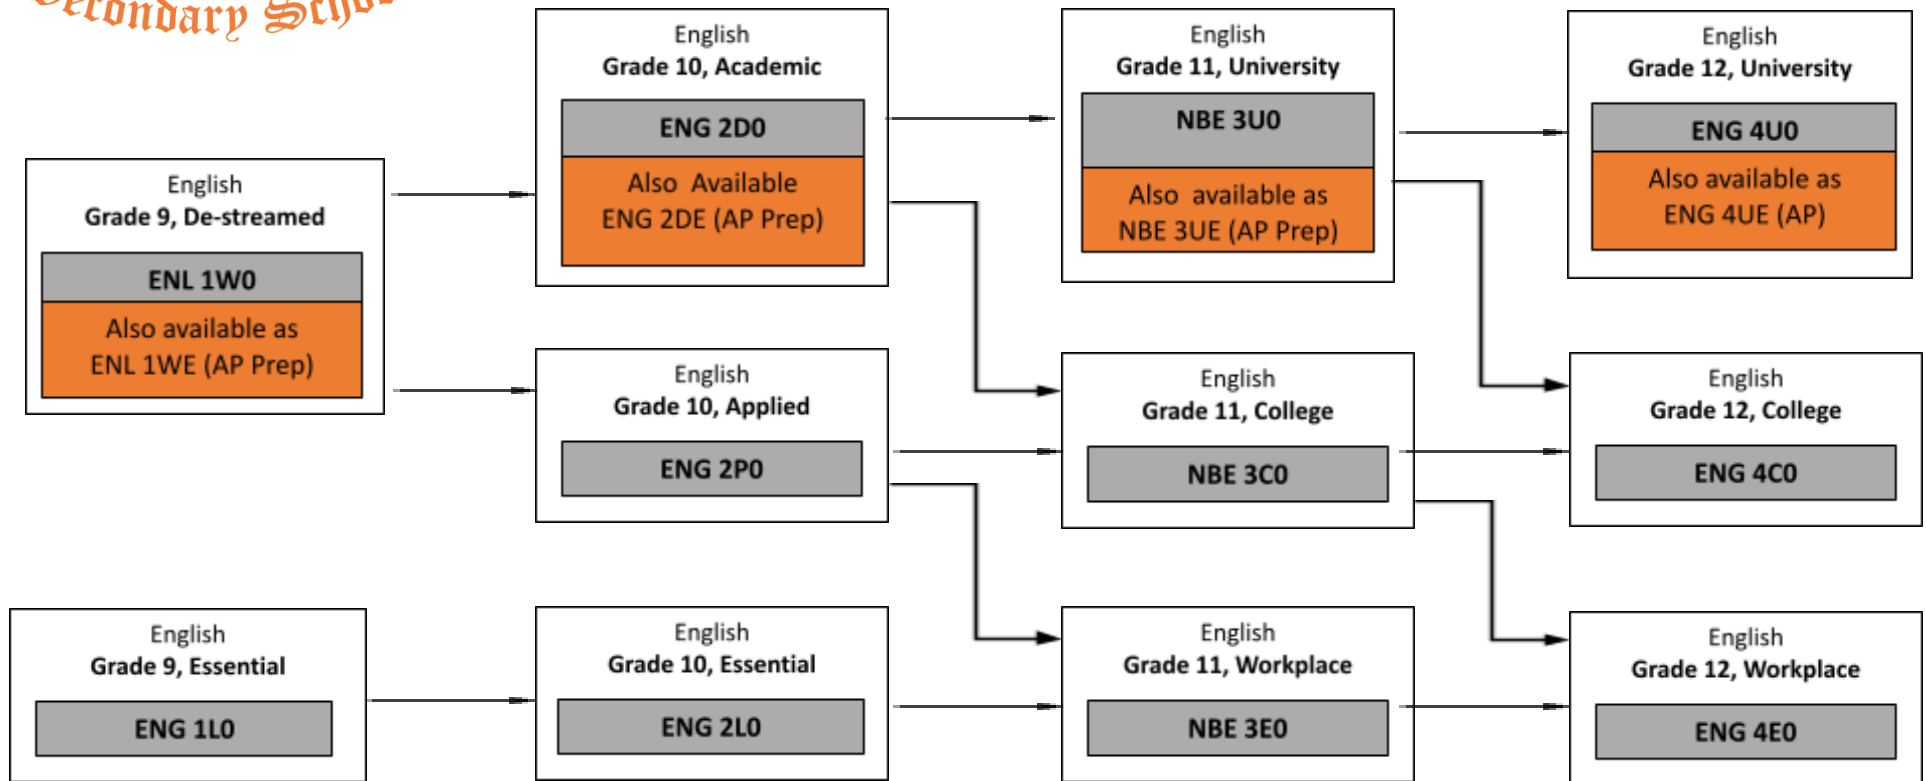 Secondary School
English
Grade 9, De-streamed
ENL 1W0
Also available as
ENL 1WE (AP Prep)
English
Grade 9, Essential
ENG 1L0
English
Grade 10, Academic
ENG 2D0
Also Available
ENG 2DE (AP Prep)
English
Grade 10, Applied
ENG 2P0
English
Grade 10, Essential
ENG 2L0
English
Grade 11, University
NBE 3U0
Also available as
NBE 3UE (AP Prep)
English
Grade 11, College
NBE 3C0
English
Grade 11, Workplace
NBE 3E0
English
Grade 12, University
ENG 4U0
Also available as
ENG 4UE (AP)
English
Grade 12, College
ENG 4C0
English
Grade 12, Workplace
ENG 4E0